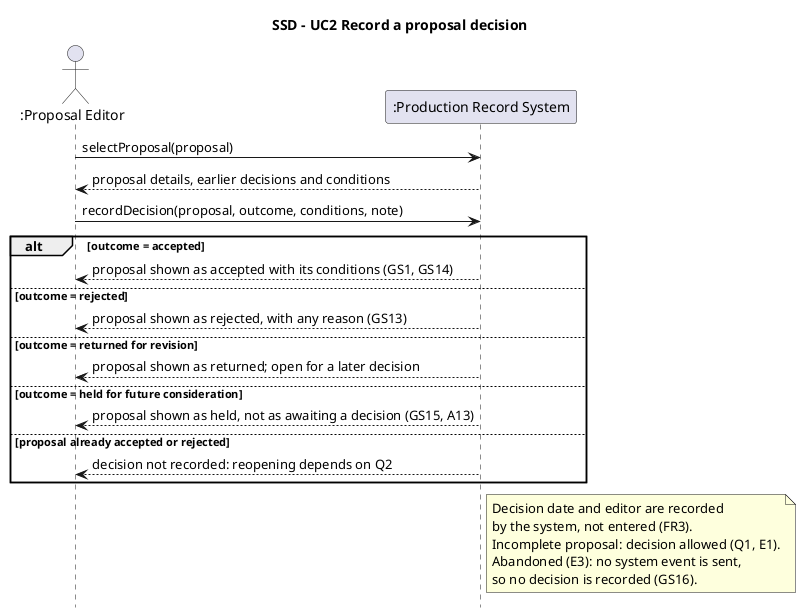 SSD - UC2 Record a proposal decision
:Proposal Editor
:Production Record System
selectProposal(proposal)
proposal details, earlier decisions and conditions
recordDecision(proposal, outcome, conditions, note)
alt [outcome = accepted]
proposal shown as accepted with its conditions (GS1, GS14)
[outcome = rejected]
proposal shown as rejected, with any reason (GS13)
[outcome = returned for revision]
proposal shown as returned; open for a later decision
[outcome = held for future consideration]
proposal shown as held, not as awaiting a decision (GS15, A13)
[proposal already accepted or rejected]
decision not recorded: reopening depends on Q2
Decision date and editor are recorded
by the system, not entered (FR3).
Incomplete proposal: decision allowed (Q1, E1).
Abandoned (E3): no system event is sent,
so no decision is recorded (GS16).